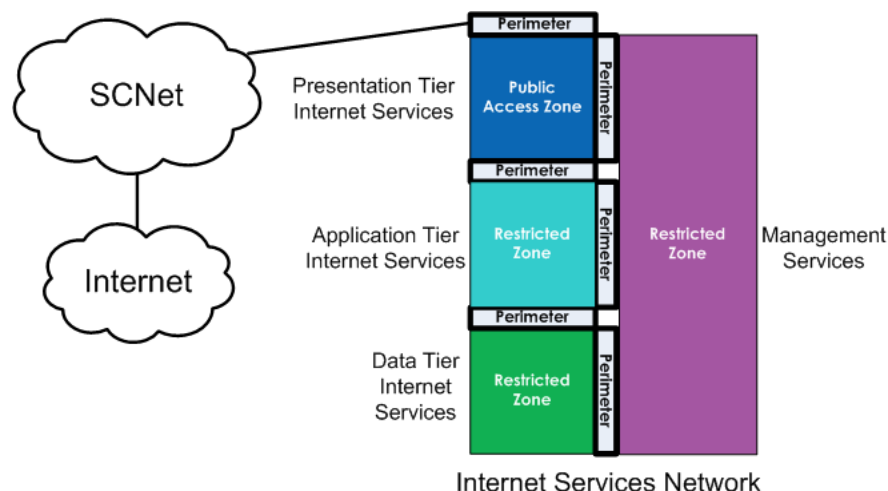 Perimeter
SCNet
Presentation Tier
Internet Services
Public
Access Zone
Perimeter
Perimeter
Internet
Application Tier
Internet Services
Restricted
Zone
Perimeter
Restricted
Zone
Management
Services
Perimeter
Data Tier
Internet
Services
Restricted
Zone
Perimeter
Internet Services Network